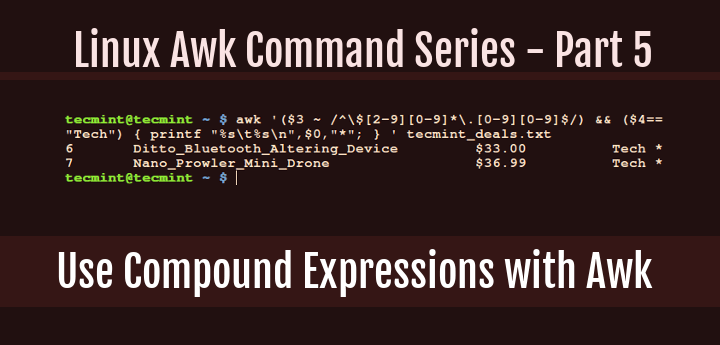 Linux Awk Command Series - Part 5
tecmint@tecmint ~ $ awk '($3 ~ /^\$[2-9][0-9]*\.[0-9][0-9]$/) && ($4==
"Tech") { printf "%s\t%s\n",$0,"*"; } ' tecmint_deals.txt
6 Ditto_Bluetooth_Altering_Device $33.00 Tech *
7 Nano_Prowler_Mini_Drone $36.99 Tech *
tecmint@tecmint ~ $
Use Compound Expressions with Awk